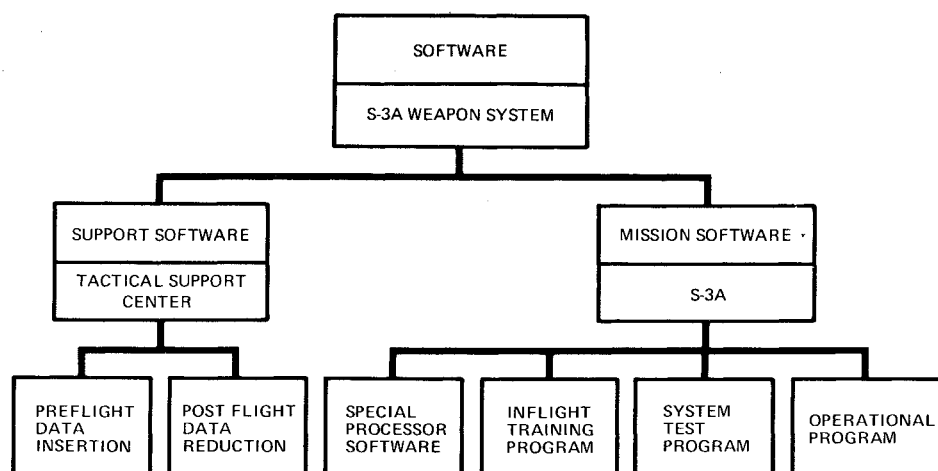 SOFTWARE
S-3A WEAPON SYSTEM
SUPPORT SOFTWARE
TACTICAL SUPPORT
CENTER
MISSION SOFTWARE
S-3A
PREFLIGHT
DATA
INSERTION
POST FLIGHT
DATA
REDUCTION
SPECIAL
PROCESSOR
SOFTWARE
INFLIGHT
TRAINING
PROGRAM
SYSTEM
TEST
PROGRAM
OPERATIONAL
PROGRAM